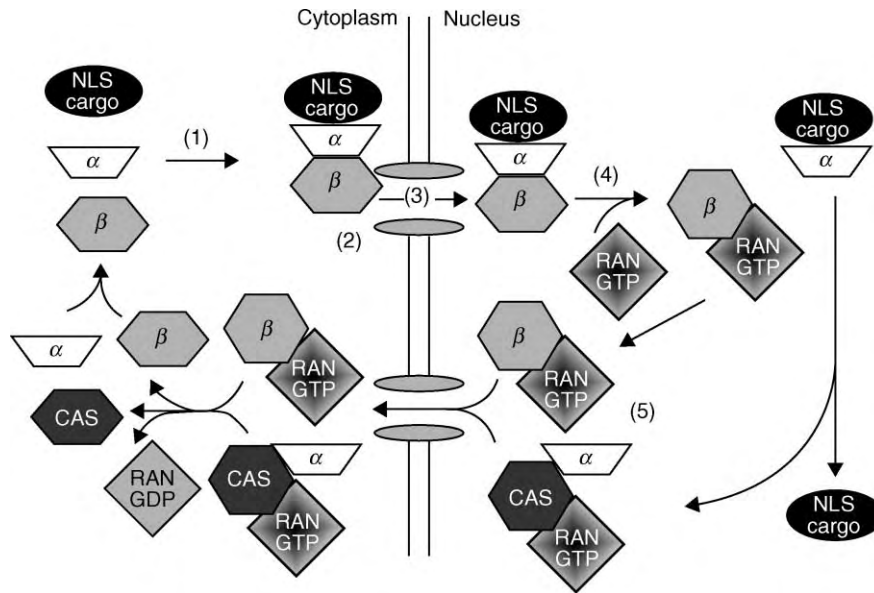 Cytoplasm
Nucleus
NLS
cargo
α
β
(1)
NLS
cargo
α
β
(2)
(3)
NLS
cargo
α
β
(4)
RAN
GTP
β
RAN
GTP
NLS
cargo
α
α
β
β
RAN
GTP
β
RAN
GTP
(5)
CAS
RAN
GDP
CAS
α
RAN
GTP
CAS
α
RAN
GTP
NLS
cargo